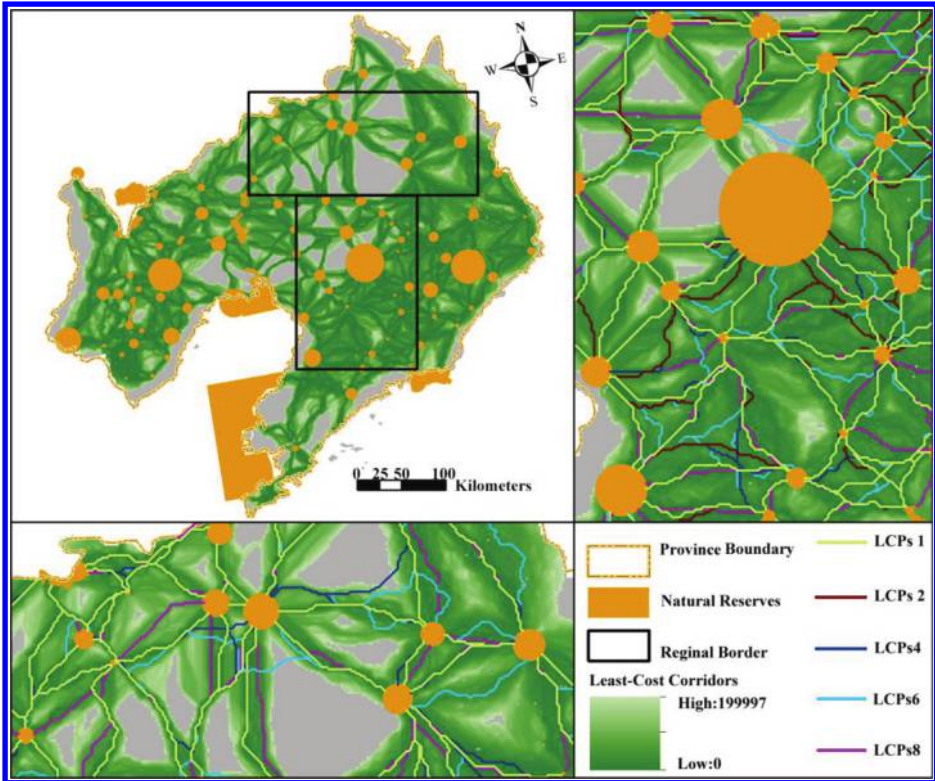 N
W E
S
0 25 50 100
Kilometers
Province Boundary
Natural Reserves
Reginal Border
Least-Cost Corridors
High:199997
Low:0
LCPs 1
LCPs 2
LCPs4
LCPs6
LCPs8